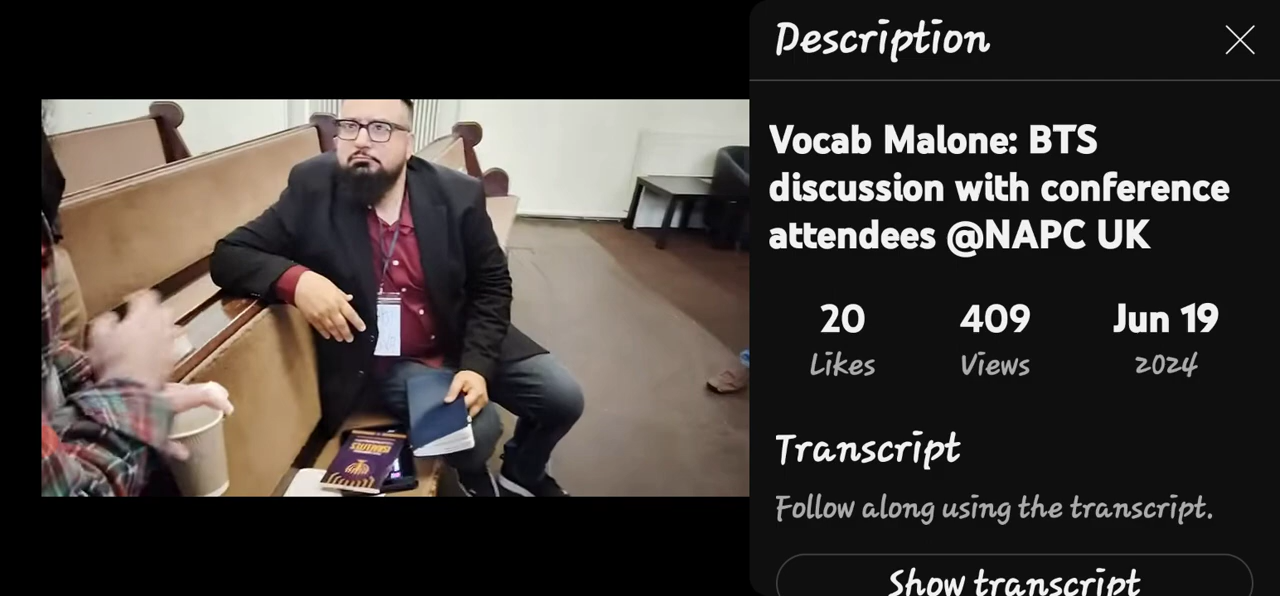 Description
Vocab Malone: BTS
discussion with conference
attendees @NAPC UK
20
Likes
409
Views
Jun 19
2024
Transcript
Follow along using the transcript.
Show transcript
ISRAELITES